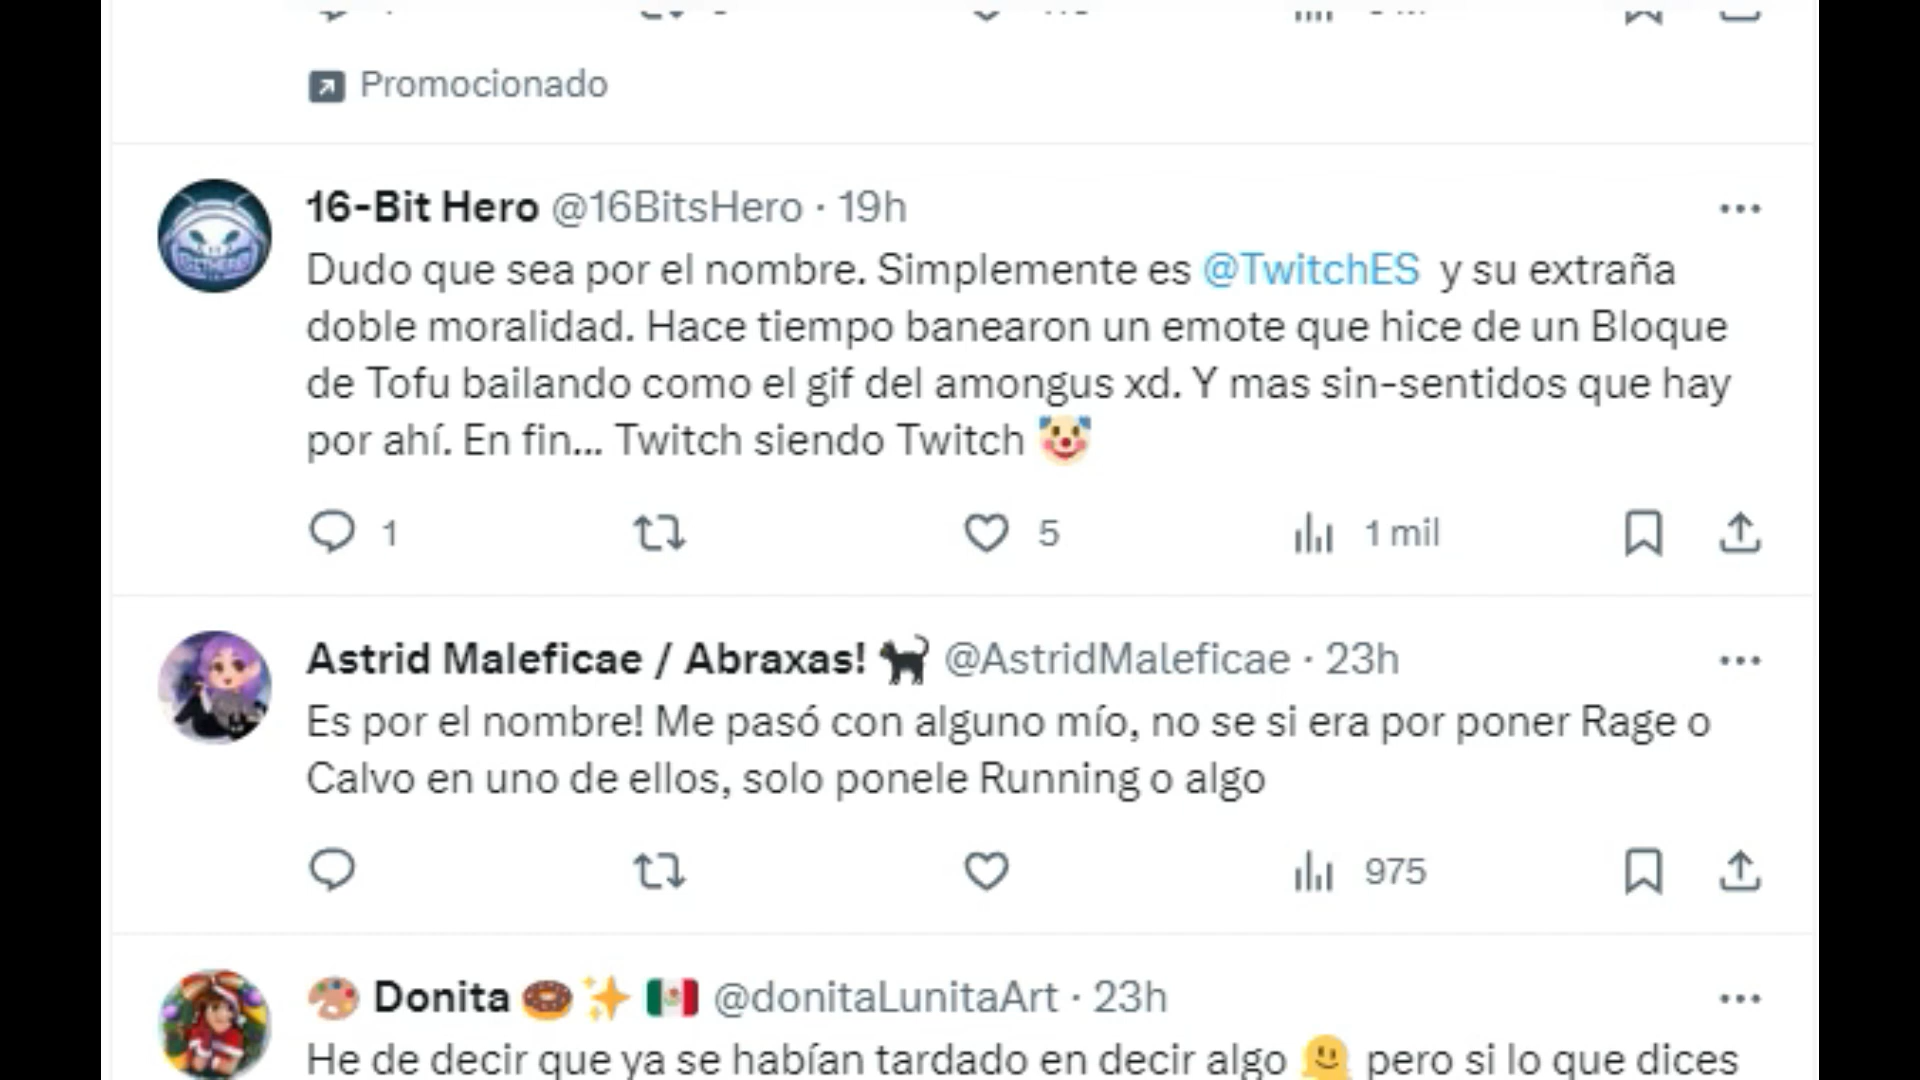 Promocionado
16-Bit Hero @16BitsHero · 19h
Dudo que sea por el nombre. Simplemente es @TwitchES y su extraña
doble moralidad. Hace tiempo banearon un emote que hice de un Bloque
de Tofu bailando como el gif del amongus xd. Y mas sin-sentidos que hay
por ahí. En fin... Twitch siendo Twitch 🤡
1 5 1 mil
Astrid Maleficae / Abraxas! 🐈‍⬛ @AstridMaleficae · 23h
Es por el nombre! Me pasó con alguno mío, no se si era por poner Rage o
Calvo en uno de ellos, solo ponele Running o algo
975
🎨 Donita 🍩✨ 🇲🇽 @donitaLunitaArt · 23h
He de decir que ya se habían tardado en decir algo 🫠 pero si lo que dices